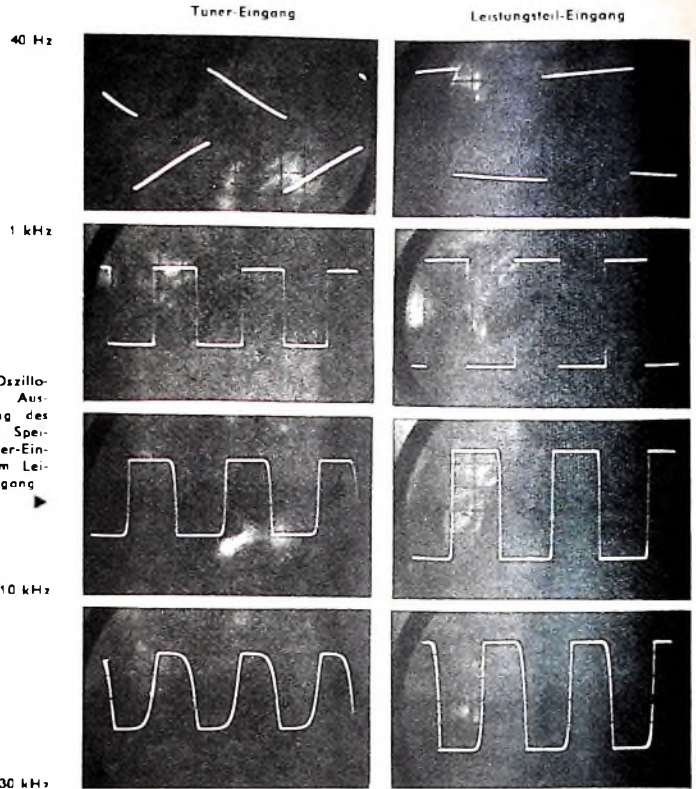 Tuner-Eingang
Leistungsteil-Eingang
40 Hz
1 kHz
Oszillo-
Aus-
des
Spei-
er-Ein-
Lei-
gang
10 kHz
30 kHz